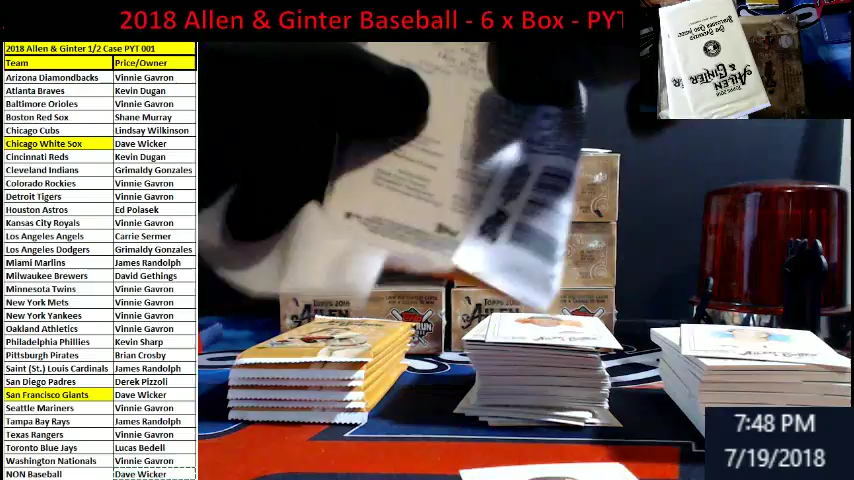 2018 Allen & Ginter Baseball - 6 x Box - PYT
2018 Allen & Ginter 1/2 Case PYT 001
Team Price/Owner
Arizona Diamondbacks Vinnie Gavron
Atlanta Braves Kevin Dugan
Baltimore Orioles Vinnie Gavron
Boston Red Sox Shane Murray
Chicago Cubs Lindsay Wilkinson
Chicago White Sox Dave Wicker
Cincinnati Reds Kevin Dugan
Cleveland Indians Grimaldy Gonzales
Colorado Rockies Vinnie Gavron
Detroit Tigers Vinnie Gavron
Houston Astros Ed Polasek
Kansas City Royals Vinnie Gavron
Los Angeles Angels Carrie Sermer
Los Angeles Dodgers Grimaldy Gonzales
Miami Marlins James Randolph
Milwaukee Brewers David Gethings
Minnesota Twins Vinnie Gavron
New York Mets Vinnie Gavron
New York Yankees Vinnie Gavron
Oakland Athletics Vinnie Gavron
Philadelphia Phillies Kevin Sharp
Pittsburgh Pirates Brian Crosby
Saint (St.) Louis Cardinals James Randolph
San Diego Padres Derek Pizzoli
San Francisco Giants Dave Wicker
Seattle Mariners Vinnie Gavron
Tampa Bay Rays James Randolph
Texas Rangers Vinnie Gavron
Toronto Blue Jays Lucas Bedell
Washington Nationals Vinnie Gavron
NON Baseball Dave Wicker
ALLEN & GINTER
TOPPS 2018
TOPPS 2018
7:48 PM
7/19/2018